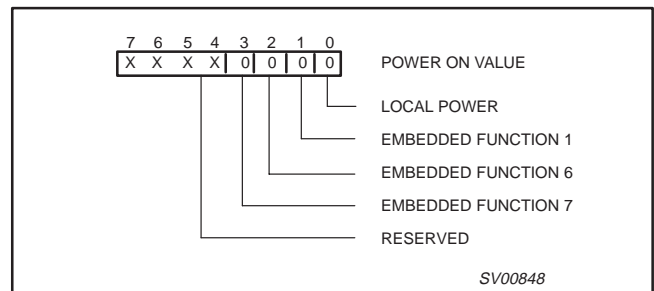 7 6 5 4 3 2 1 0
X X X X 0 0 0 0 POWER ON VALUE
LOCAL POWER
EMBEDDED FUNCTION 1
EMBEDDED FUNCTION 6
EMBEDDED FUNCTION 7
RESERVED
SV00848